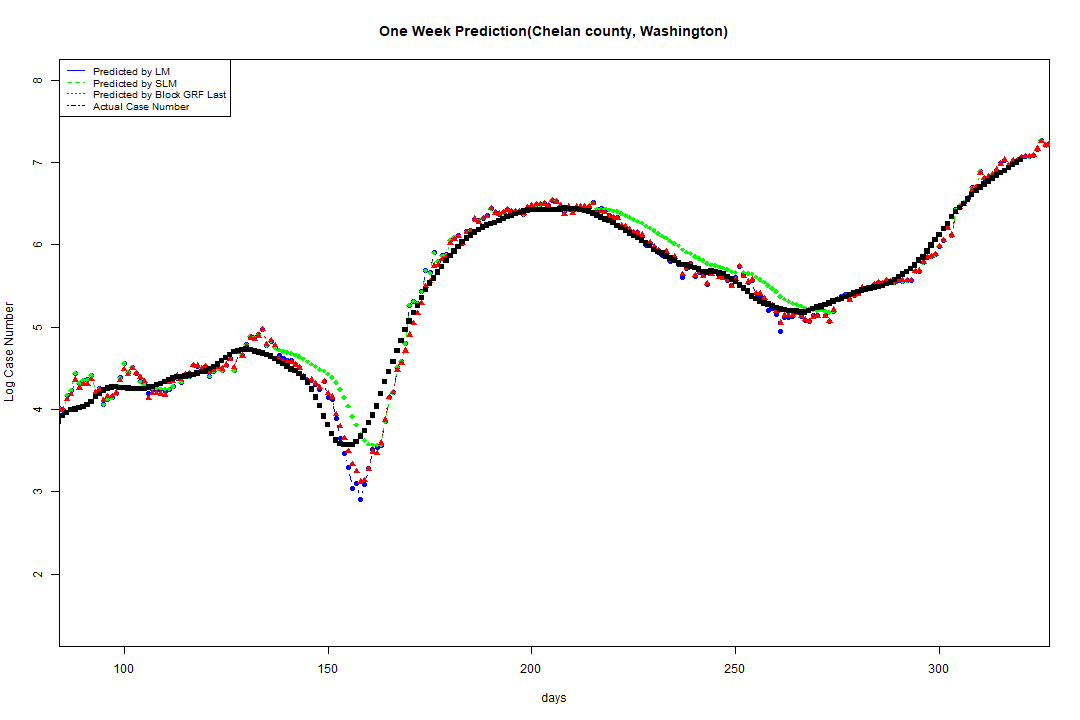 One Week Prediction(Chelan county, Washington)
Predicted by LM
Predicted by SLM
Predicted by Block GRF Last
Actual Case Number
8
7
6
5
4
3
2
Log Case Number
100 150 200 250 300
days